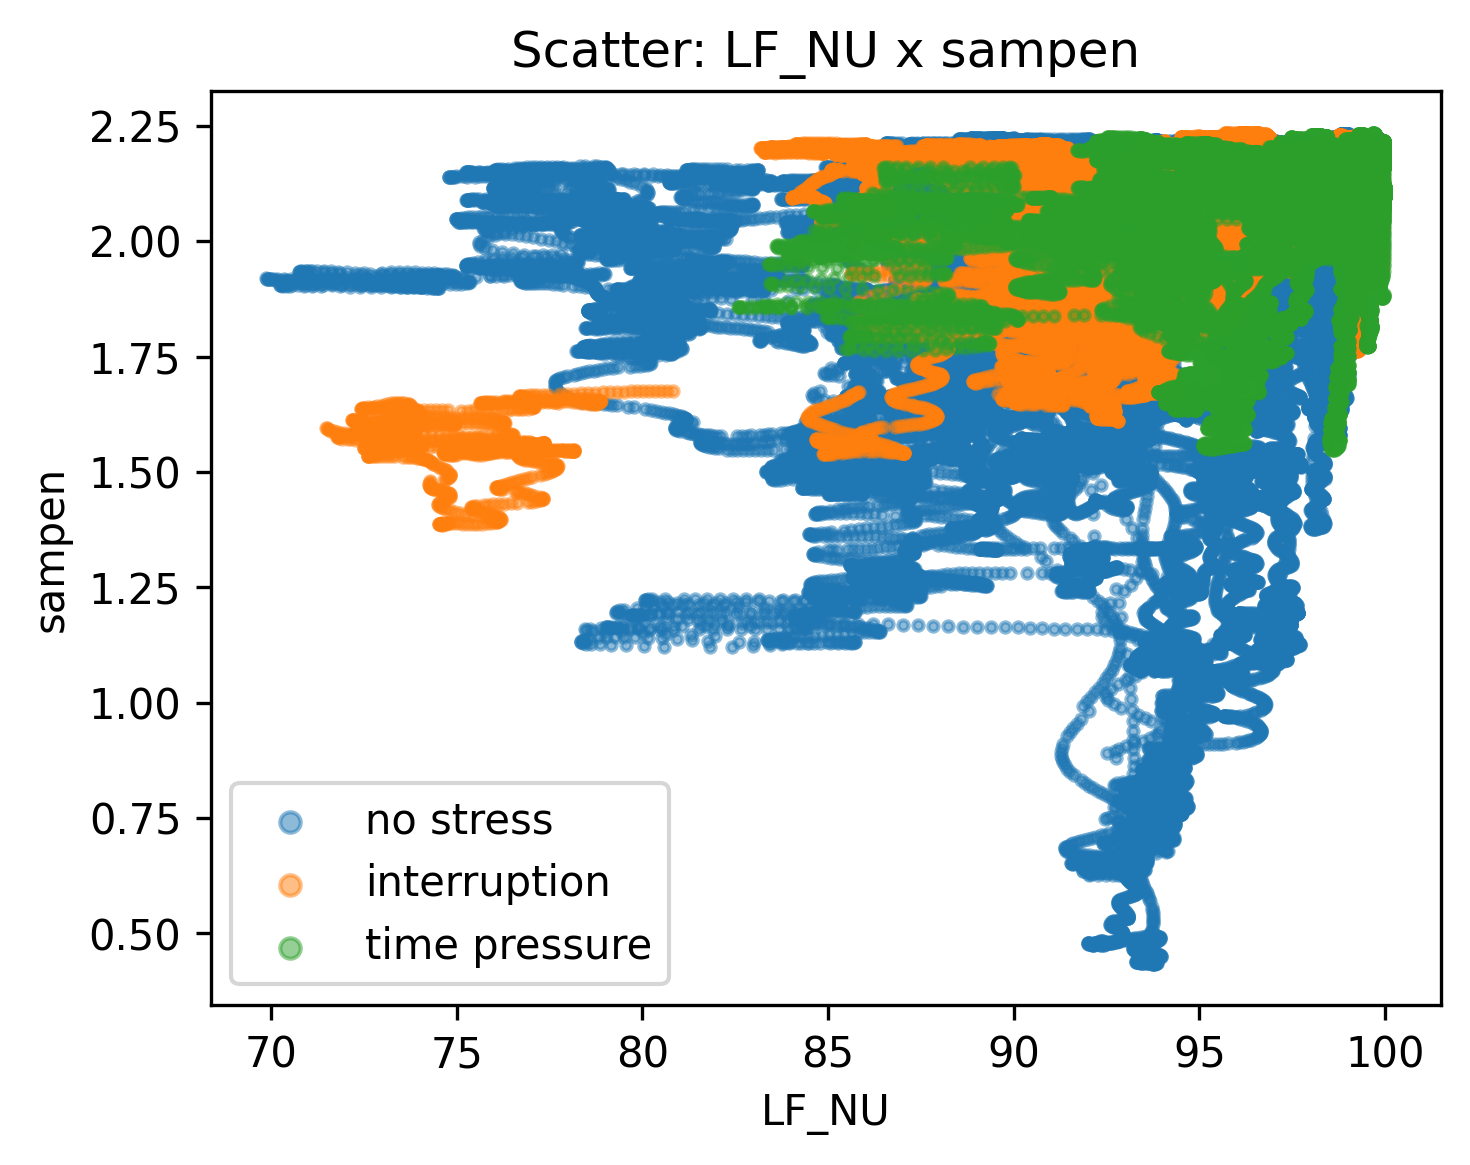 Scatter: LF_NU x sampen
sampen
2.25
2.00
1.75
1.50
1.25
1.00
0.75
0.50
no stress
interruption
time pressure
70 75 80 85 90 95 100
LF_NU